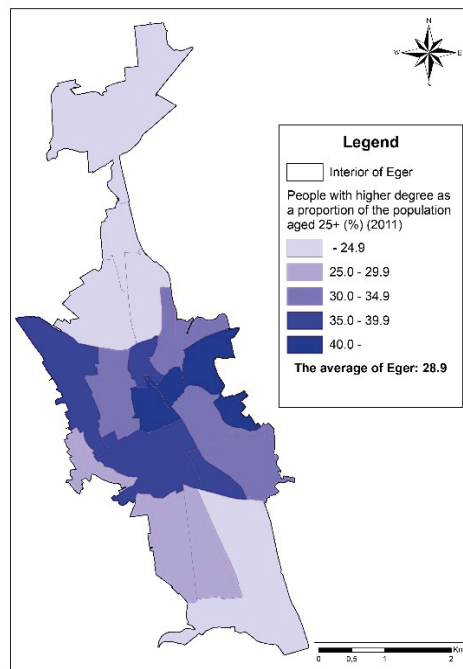 N
W E
Legend
Interior of Eger
People with higher degree as
a proportion of the population
aged 25+ (%) (2011)
- 24.9
25.0 - 29.9
30.0 - 34.9
35.0 - 39.9
40.0 -
The average of Eger: 28.9
Km
0 0,5 1 2